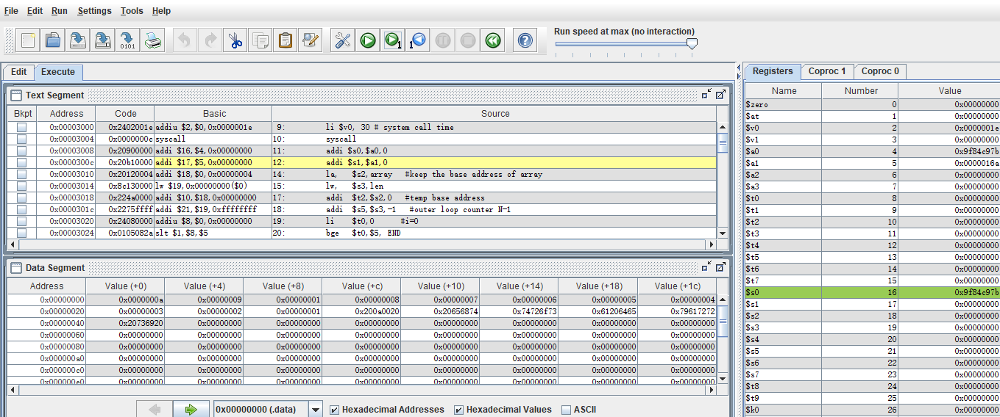 File Edit Run Settings Tools Help
0101 1 1
Run speed at max (no interaction)
Edit Execute
Registers Coproc 1 Coproc 0
Text Segment
Bkpt Address Code Basic Source
0x00003000 0x2402001e addiu $2,$0,0x0000001e 9: li $v0, 30 # system call time
0x00003004 0x0000000c syscall 10: syscall
0x00003008 0x20900000 addi $16,$4,0x00000000 11: addi $s0,$a0,0
0x0000300c 0x20b10000 addi $17,$5,0x00000000 12: addi $s1,$a1,0
0x00003010 0x20120004 addi $18,$0,0x00000004 14: la, $s2,array #keep the base address of array
0x00003014 0x8c130000 lw $19,0x00000000($0) 15: lw, $s3,len
0x00003018 0x224a0000 addi $10,$18,0x00000000 17: addi $t2,$s2,0 #temp base address
0x0000301c 0x2275ffff addi $21,$19,0xffffffff 18: addi $s5,$s3,-1 #outer loop counter N-1
0x00003020 0x24080000 addiu $8,$0,0x00000000 19: li $t0,0 #i=0
0x00003024 0x0105082a slt $1,$8,$5 20: bge $t0,$5, END
Data Segment
Address Value (+0) Value (+4) Value (+8) Value (+c) Value (+10) Value (+14) Value (+18) Value (+1c)
0x00000000 0x0000000a 0x00000009 0x00000001 0x00000008 0x00000007 0x00000006 0x00000005 0x00000004
0x00000020 0x00000003 0x00000002 0x00000001 0x200a0020 0x20656874 0x74726f73 0x61206465 0x79617272
0x00000040 0x20736920 0x00000000 0x00000000 0x00000000 0x00000000 0x00000000 0x00000000 0x00000000
0x00000060 0x00000000 0x00000000 0x00000000 0x00000000 0x00000000 0x00000000 0x00000000 0x00000000
0x00000080 0x00000000 0x00000000 0x00000000 0x00000000 0x00000000 0x00000000 0x00000000 0x00000000
0x000000a0 0x00000000 0x00000000 0x00000000 0x00000000 0x00000000 0x00000000 0x00000000 0x00000000
0x000000c0 0x00000000 0x00000000 0x00000000 0x00000000 0x00000000 0x00000000 0x00000000 0x00000000
0x000000e0 0x00000000 0x00000000 0x00000000 0x00000000 0x00000000 0x00000000 0x00000000 0x00000000
0x00000000 (.data) Hexadecimal Addresses Hexadecimal Values ASCII
Name Number Value
$zero 0 0x00000000
$at 1 0x00000000
$v0 2 0x0000001e
$v1 3 0x00000000
$a0 4 0x9f84c97b
$a1 5 0x0000016a
$a2 6 0x00000000
$a3 7 0x00000000
$t0 8 0x00000000
$t1 9 0x00000000
$t2 10 0x00000000
$t3 11 0x00000000
$t4 12 0x00000000
$t5 13 0x00000000
$t6 14 0x00000000
$t7 15 0x00000000
$s0 16 0x9f84c97b
$s1 17 0x00000000
$s2 18 0x00000000
$s3 19 0x00000000
$s4 20 0x00000000
$s5 21 0x00000000
$s6 22 0x00000000
$s7 23 0x00000000
$t8 24 0x00000000
$t9 25 0x00000000
$k0 26 0x00000000